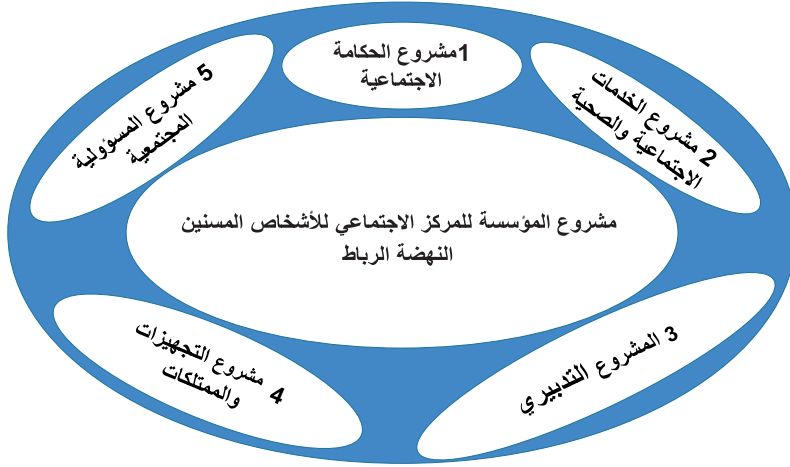 1مشروع الحكامة
الاجتماعية
2 مشروع الخدمات
الاجتماعية والصحية
3 المشروع التدبيري
4 مشروع التجهيزات
والممتلكات
5 مشروع المسؤولية
المجتمعية
مشروع المؤسسة للمركز الاجتماعي للأشخاص المسنين
النهضة الرباط